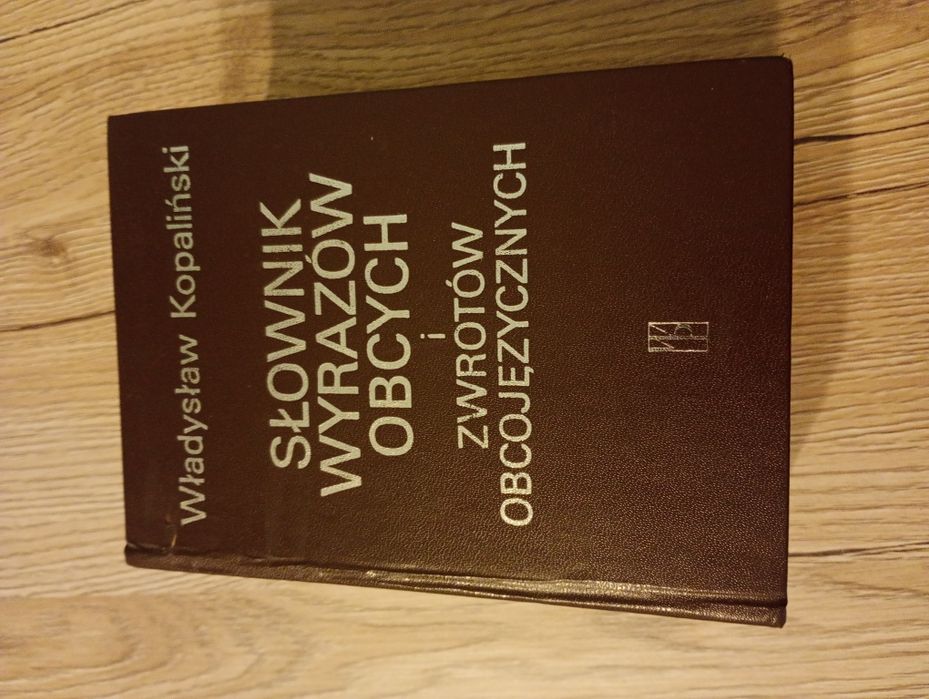 Władysław Kopaliński
SŁOWNIK
WYRAZÓW
OBCYCH
i
ZWROTÓW
OBCOJĘZYCZNYCH